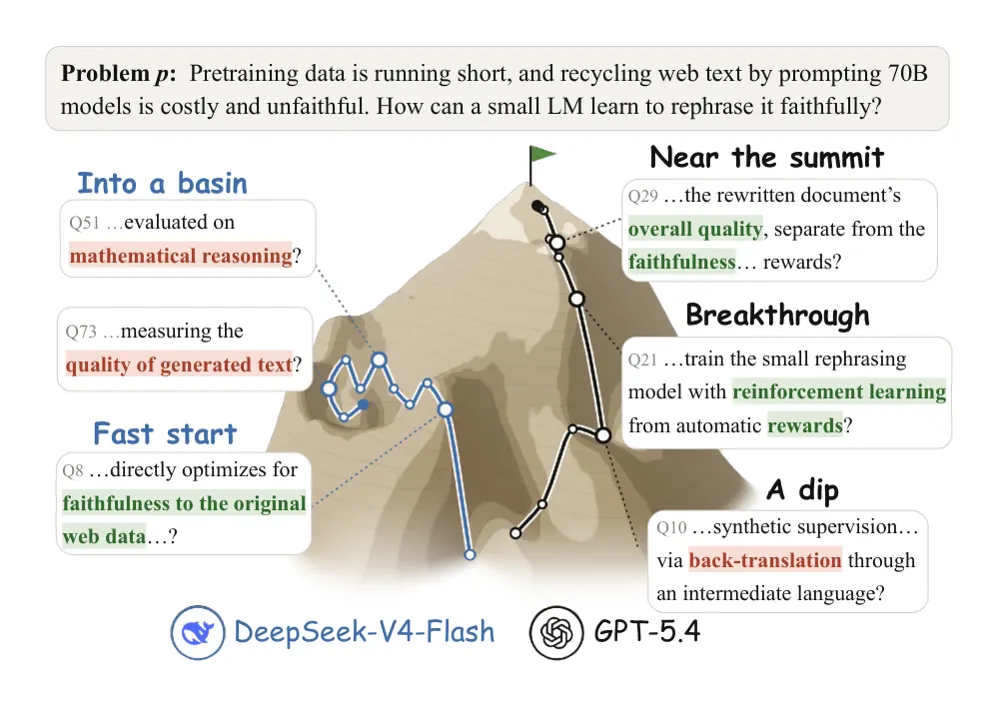 Problem p: Pretraining data is running short, and recycling web text by prompting 70B
models is costly and unfaithful. How can a small LM learn to rephrase it faithfully?
Into a basin
Q51 …evaluated on
mathematical reasoning?
Q73 …measuring the
quality of generated text?
Fast start
Q8 …directly optimizes for
faithfulness to the original
web data…?
Near the summit
Q29 …the rewritten document’s
overall quality, separate from the
faithfulness… rewards?
Breakthrough
Q21 …train the small rephrasing
model with reinforcement learning
from automatic rewards?
A dip
Q10 …synthetic supervision…
via back-translation through
an intermediate language?
DeepSeek-V4-Flash
GPT-5.4